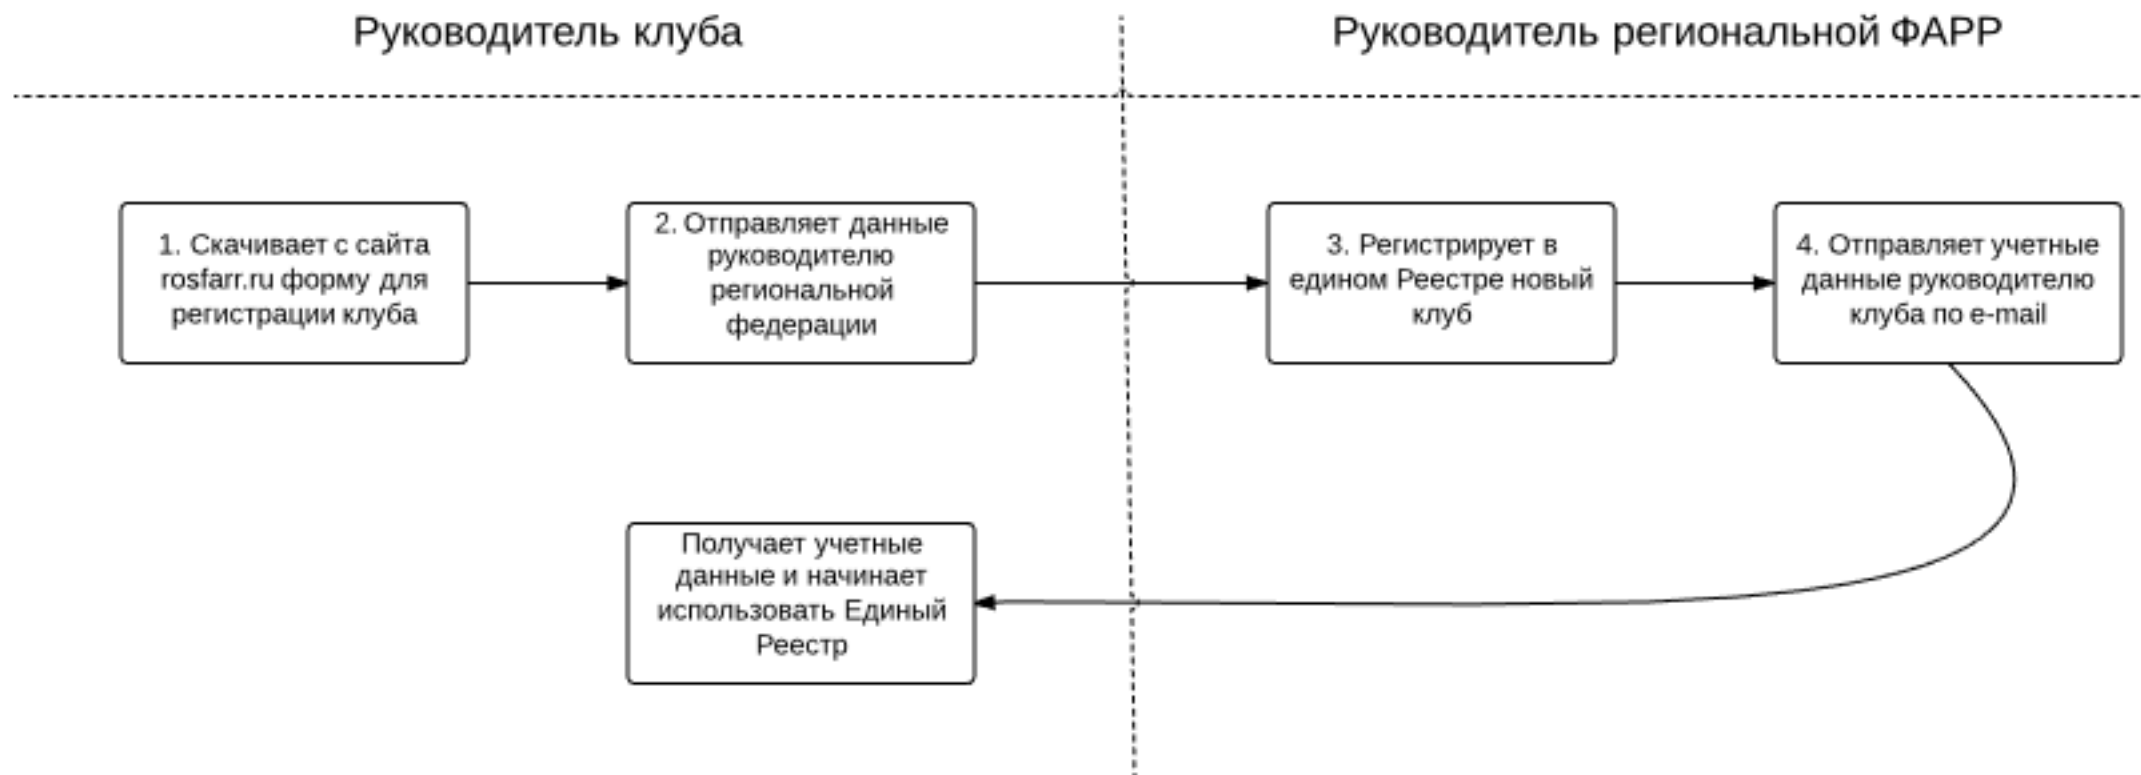 Руководитель клуба
Руководитель региональной ФАРР
1. Скачивает с сайта
rosfarr.ru форму для
регистрации клуба
2. Отправляет данные
руководителю
региональной
федерации
3. Регистрирует в
едином Реестре новый
клуб
4. Отправляет учетные
данные руководителю
клуба по e-mail
Получает учетные
данные и начинает
использовать Единый
Реестр